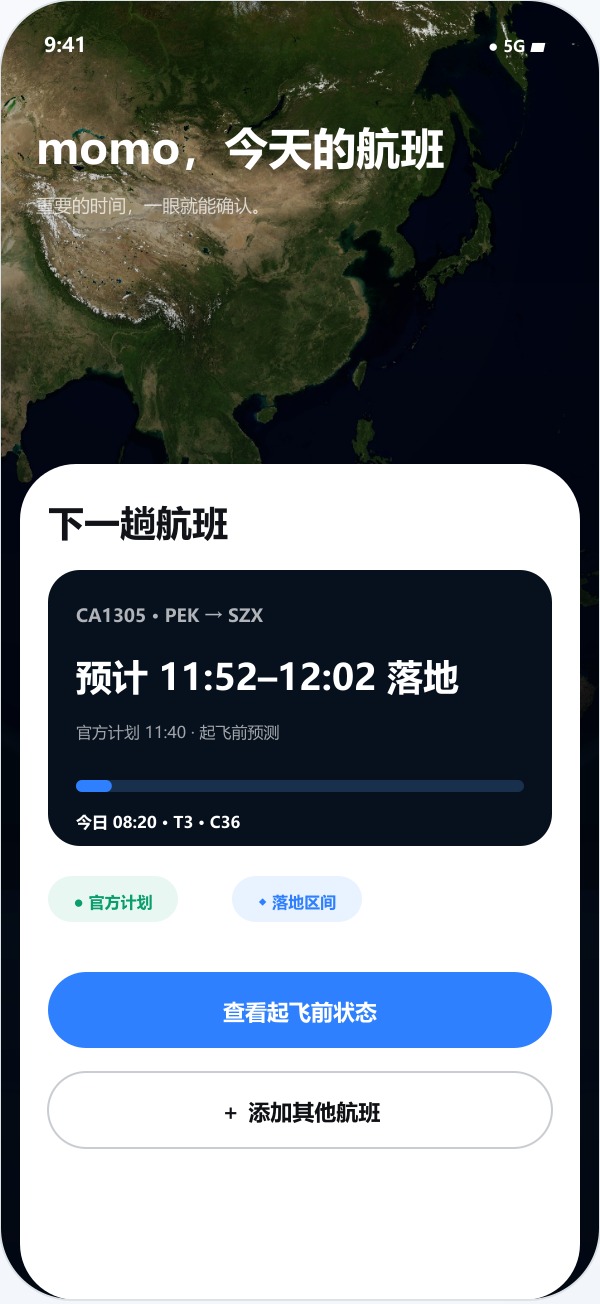 9:41
● 5G
momo，今天的航班
重要的时间，一眼就能确认。
下一趟航班
CA1305 • PEK → SZX
预计 11:52–12:02 落地
官方计划 11:40 · 起飞前预测
今日 08:20 • T3 • C36
● 官方计划
◆ 落地区间
查看起飞前状态
+ 添加其他航班